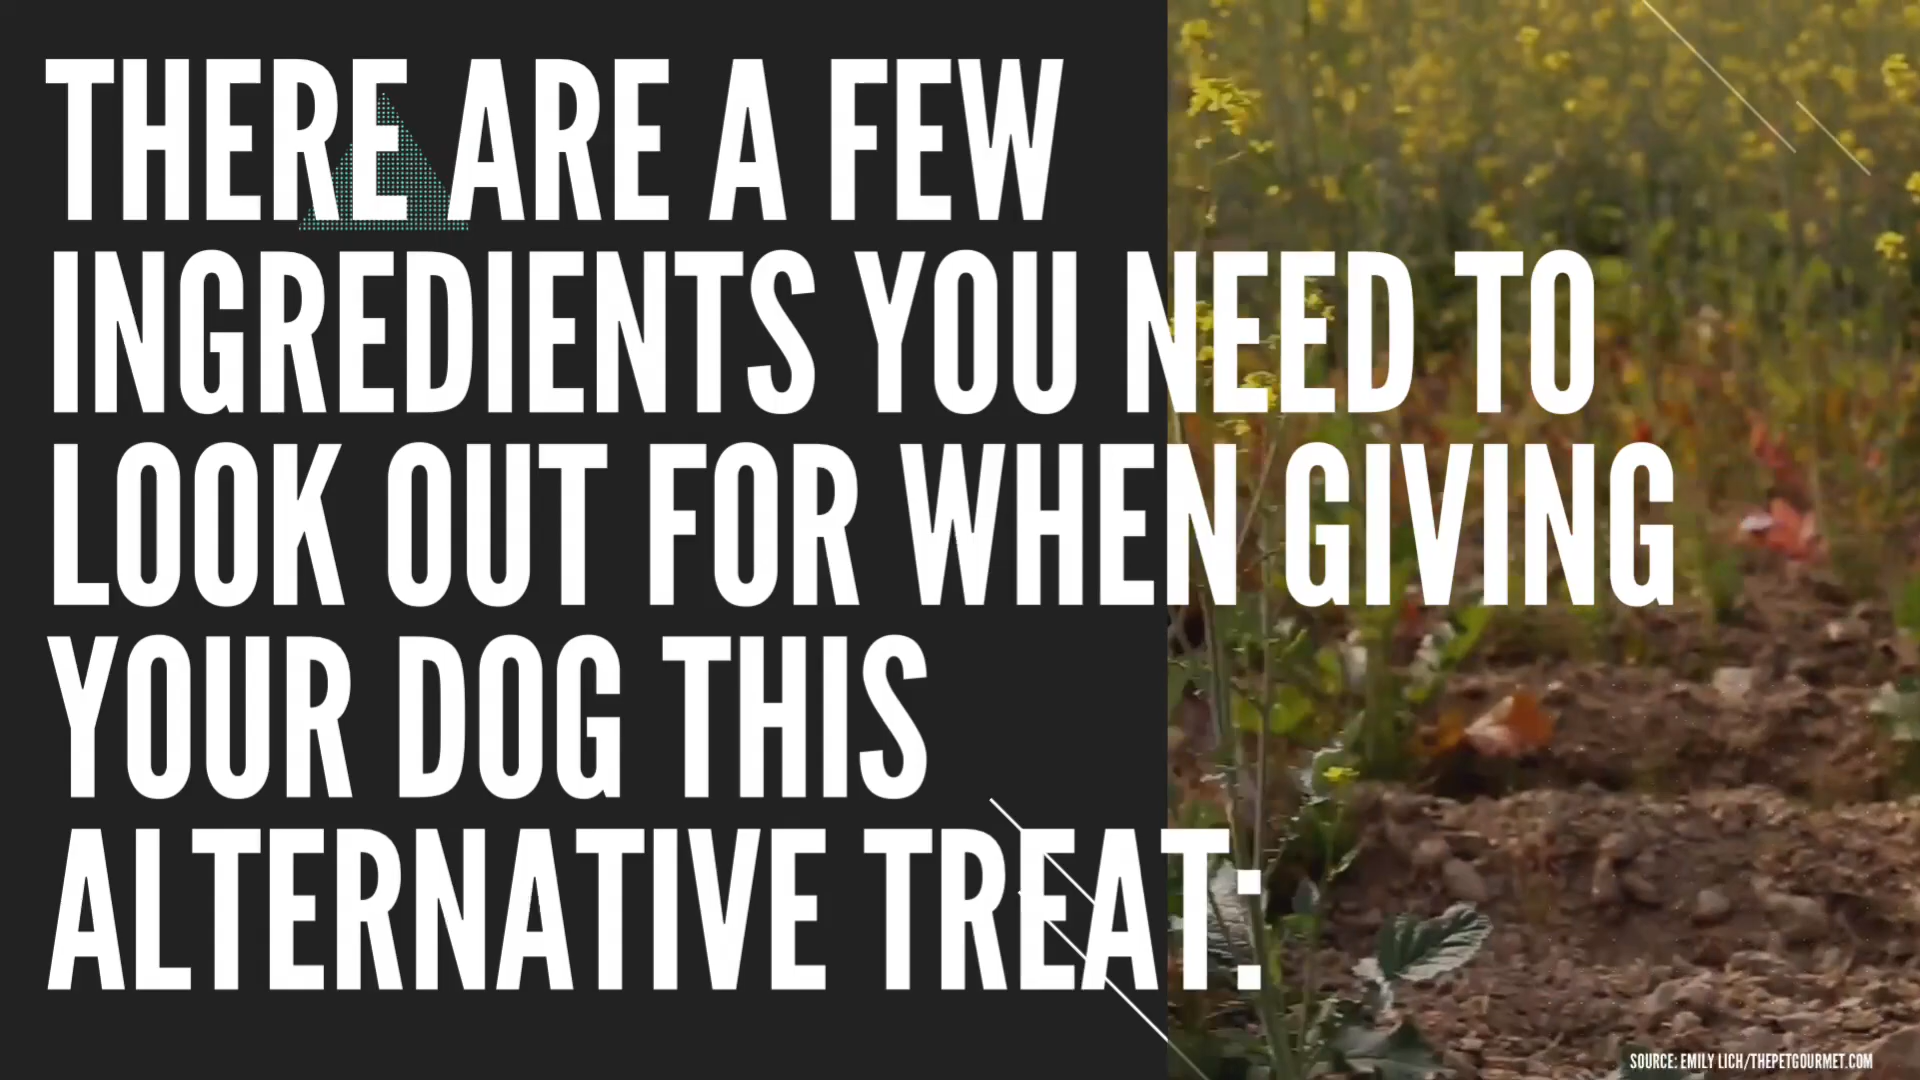 THERE ARE A FEW
INGREDIENTS YOU NEED TO
LOOK OUT FOR WHEN GIVING
YOUR DOG THIS
ALTERNATIVE TREAT:
SOURCE: EMILY LICH/THEPETGOURMET.COM